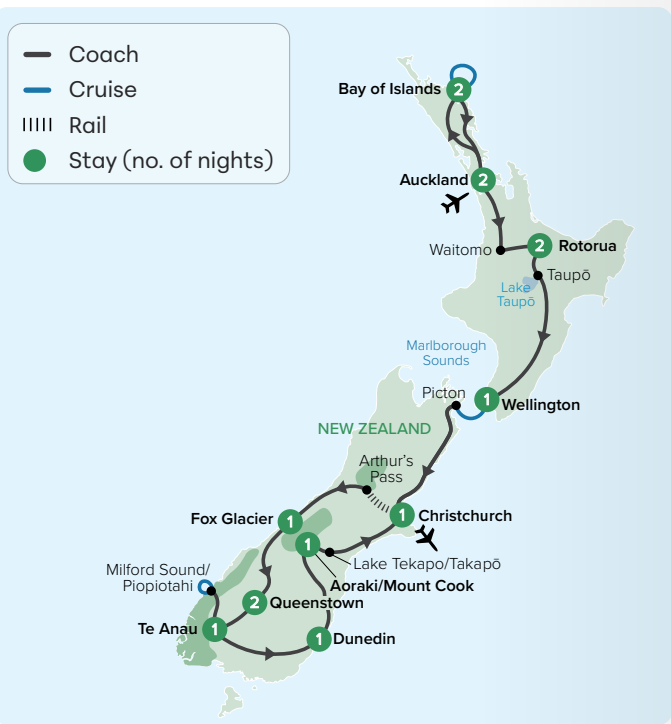 Coach
Cruise
Rail
Stay (no. of nights)
Bay of Islands
2
Auckland
2
Waitomo
2
Rotorua
Taupō
Lake
Taupō
Marlborough
Sounds
Picton
1
Wellington
NEW ZEALAND
Arthur's
Pass
Fox Glacier
1
1
Christchurch
1
Lake Tekapo/Takapō
Aoraki/Mount Cook
Milford Sound/
Piopiotahi
2
Queenstown
Te Anau
1
1
Dunedin